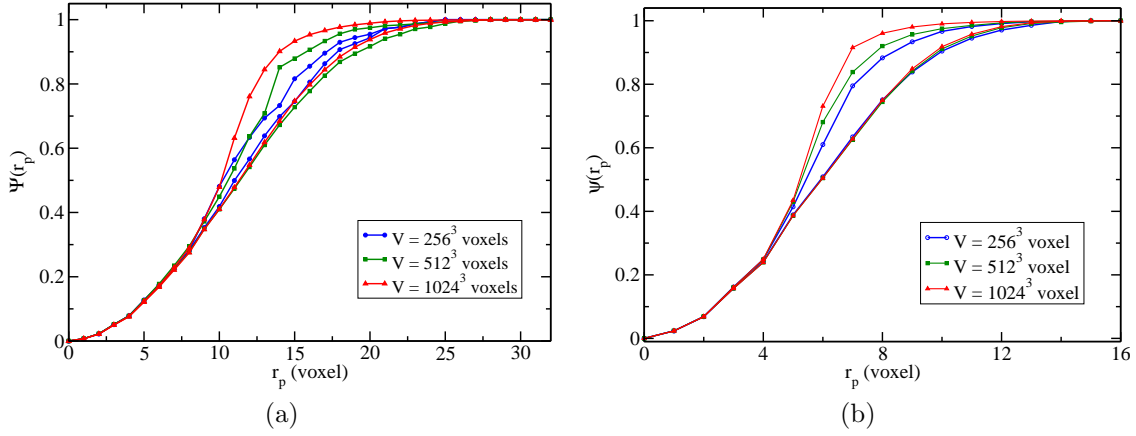 1
0.8
0.6
0.4
0.2
0
Ψ(r_p)
V = 256^3 voxels
V = 512^3 voxels
V = 1024^3 voxels
0 5 10 15 20 25 30
r_p (voxel)
(a)
1
0.8
0.6
0.4
0.2
0
ψ(r_p)
V = 256^3 voxel
V = 512^3 voxel
V = 1024^3 voxel
0 4 8 12 16
r_p (voxel)
(b)